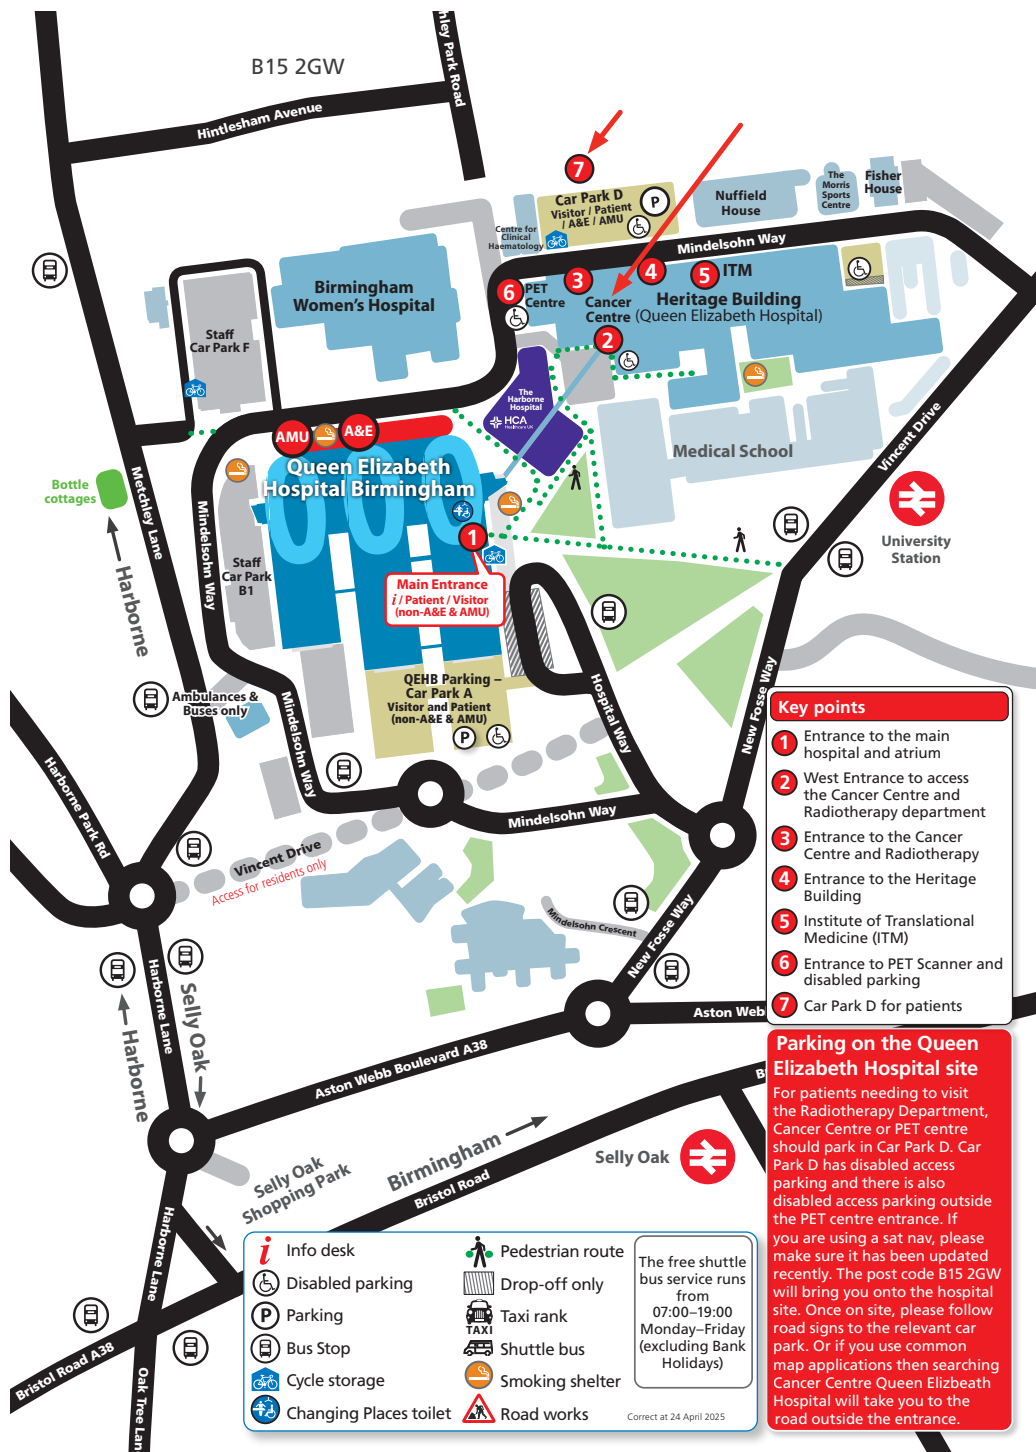 B15 2GW
Hintlesham Avenue
hley Park Road
7
Car Park D
Visitor / Patient
/ A&E / AMU
P
Centre for
Clinical
Haematology
Nuffield
House
The
Morris
Sports
Centre
Fisher
House
Mindelsohn Way
Birmingham
Women's Hospital
Staff
Car Park F
6
PET
Centre
3
Cancer
Centre
4
5
ITM
Heritage Building
(Queen Elizabeth Hospital)
2
The
Harborne
Hospital
HCA
Healthcare UK
Medical School
Vincent Drive
AMU
A&E
Queen Elizabeth
Hospital Birmingham
Bottle
cottages
Metchley Lane
Mindelsohn Way
Harborne
Staff
Car Park
B1
1
Main Entrance
i / Patient / Visitor
(non-A&E & AMU)
University
Station
Ambulances &
Buses only
QEHB Parking –
Car Park A
Visitor and Patient
(non-A&E & AMU)
P
Mindelsohn Way
Hospital Way
New Fosse Way
Harborne Park Rd
Mindelsohn Way
Vincent Drive
Access for residents only
Mindelsohn Crescent
New Fosse Way
Harborne Lane
Selly Oak
Harborne
Aston Webb Boulevard A38
Aston Webb
Selly Oak
Shopping Park
Birmingham
Bristol Road
B
Selly Oak
Harborne Lane
Bristol Road A38
Oak Tree Lan
Key points
1 Entrance to the main
hospital and atrium
2 West Entrance to access
the Cancer Centre and
Radiotherapy department
3 Entrance to the Cancer
Centre and Radiotherapy
4 Entrance to the Heritage
Building
5 Institute of Translational
Medicine (ITM)
6 Entrance to PET Scanner and
disabled parking
7 Car Park D for patients
Parking on the Queen
Elizabeth Hospital site
For patients needing to visit
the Radiotherapy Department,
Cancer Centre or PET centre
should park in Car Park D. Car
Park D has disabled access
parking and there is also
disabled access parking outside
the PET centre entrance. If
you are using a sat nav, please
make sure it has been updated
recently. The post code B15 2GW
will bring you onto the hospital
site. Once on site, please follow
road signs to the relevant car
park. Or if you use common
map applications then searching
Cancer Centre Queen Elizbeath
Hospital will take you to the
road outside the entrance.
i Info desk
Disabled parking
P Parking
Bus Stop
Cycle storage
Changing Places toilet
Pedestrian route
Drop-off only
TAXI Taxi rank
Shuttle bus
Smoking shelter
Road works
The free shuttle
bus service runs
from
07:00–19:00
Monday–Friday
(excluding Bank
Holidays)
Correct at 24 April 2025